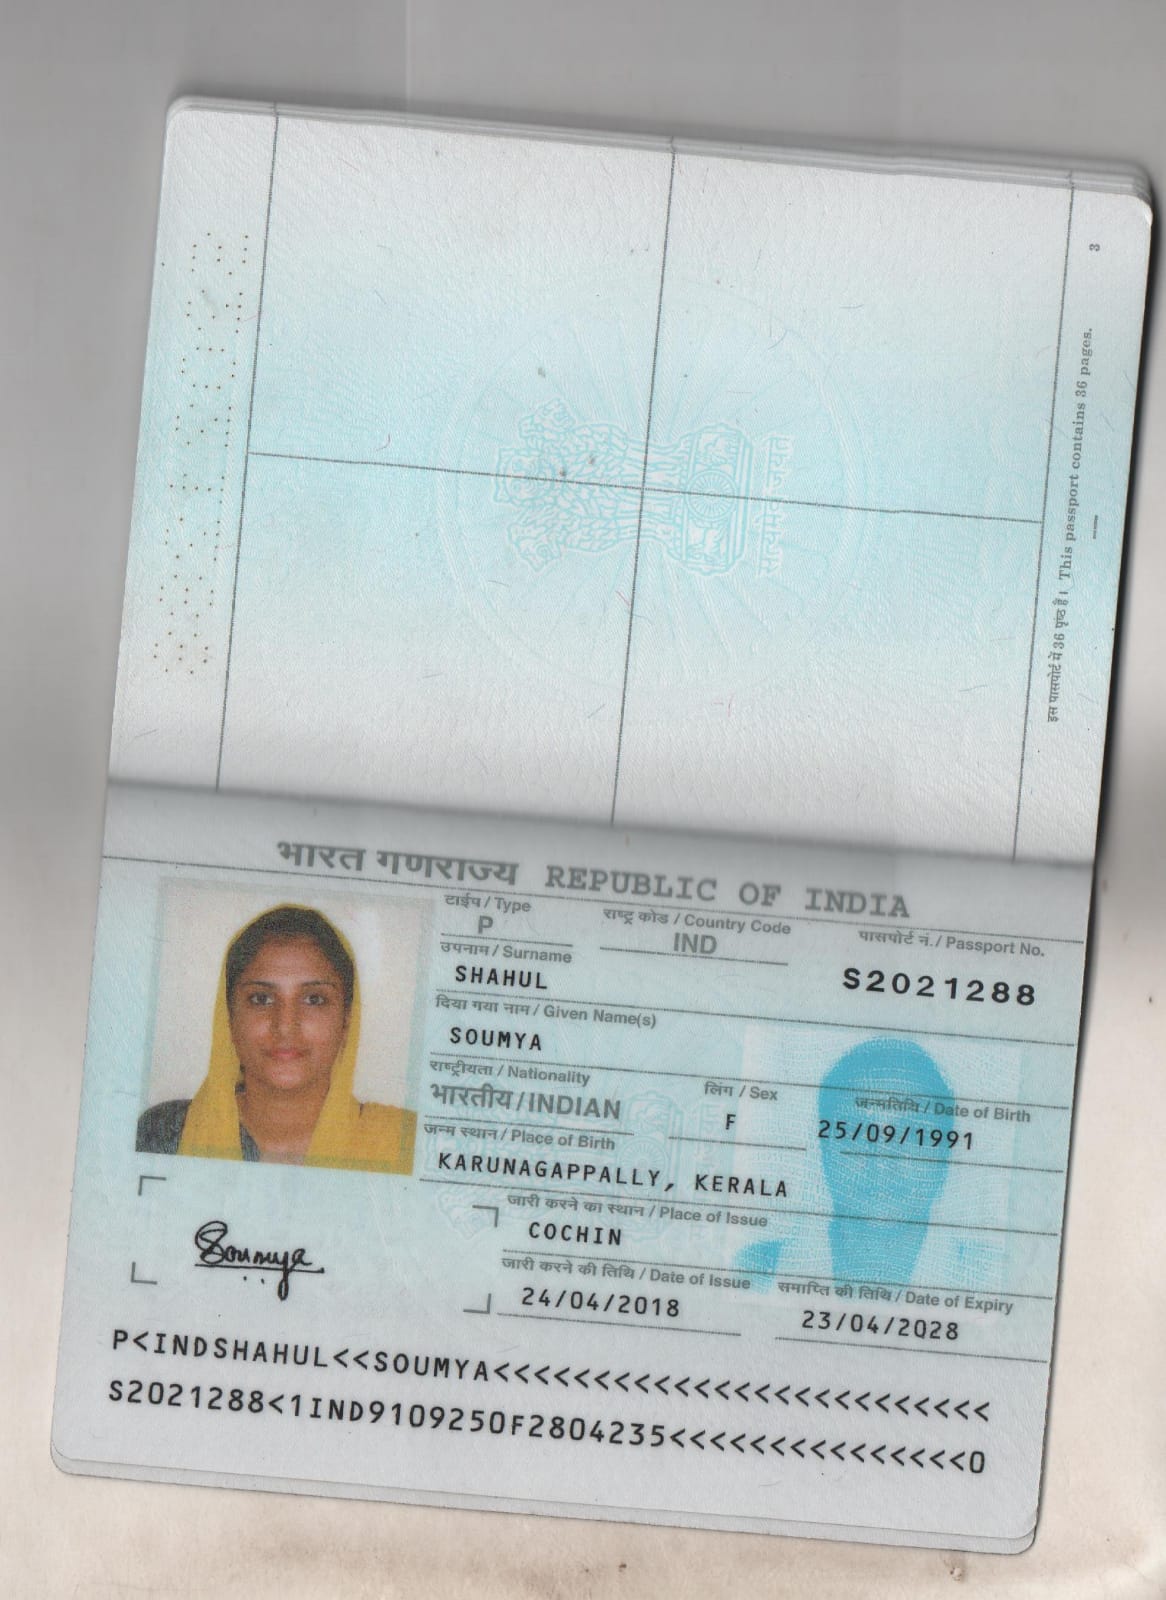 3
इस पासपोर्ट में 36 पृष्ठ है। This passport contains 36 pages.
सत्यमेव जयते
भारत गणराज्य REPUBLIC OF INDIA
टाईप / Type
राष्ट्र कोड / Country Code
पासपोर्ट नं. / Passport No.
P
IND
S2021288
उपनाम / Surname
SHAHUL
दिया गया नाम / Given Name(s)
SOUMYA
राष्ट्रीयता / Nationality
लिंग / Sex
जन्मतिथि / Date of Birth
भारतीय / INDIAN
F
25/09/1991
जन्म स्थान / Place of Birth
KARUNAGAPPALLY, KERALA
जारी करने का स्थान / Place of Issue
COCHIN
जारी करने की तिथि / Date of Issue
समाप्ति की तिथि / Date of Expiry
24/04/2018
23/04/2028
Soumya
P<INDSHAHUL<<SOUMYA<<<<<<<<<<<<<<<<<<<<<<<<<
S2021288<1IND9109250F2804235<<<<<<<<<<<<<<<0